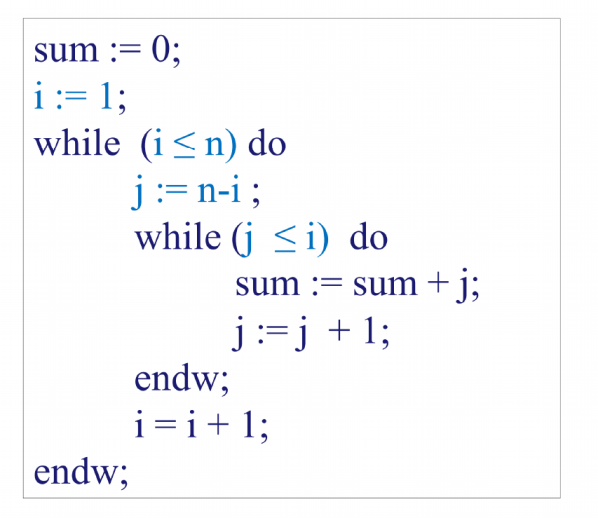 sum := 0;
i := 1;
while (i ≤ n) do
j := n-i ;
while (j ≤ i) do
sum := sum + j;
j := j + 1;
endw;
i = i + 1;
endw;